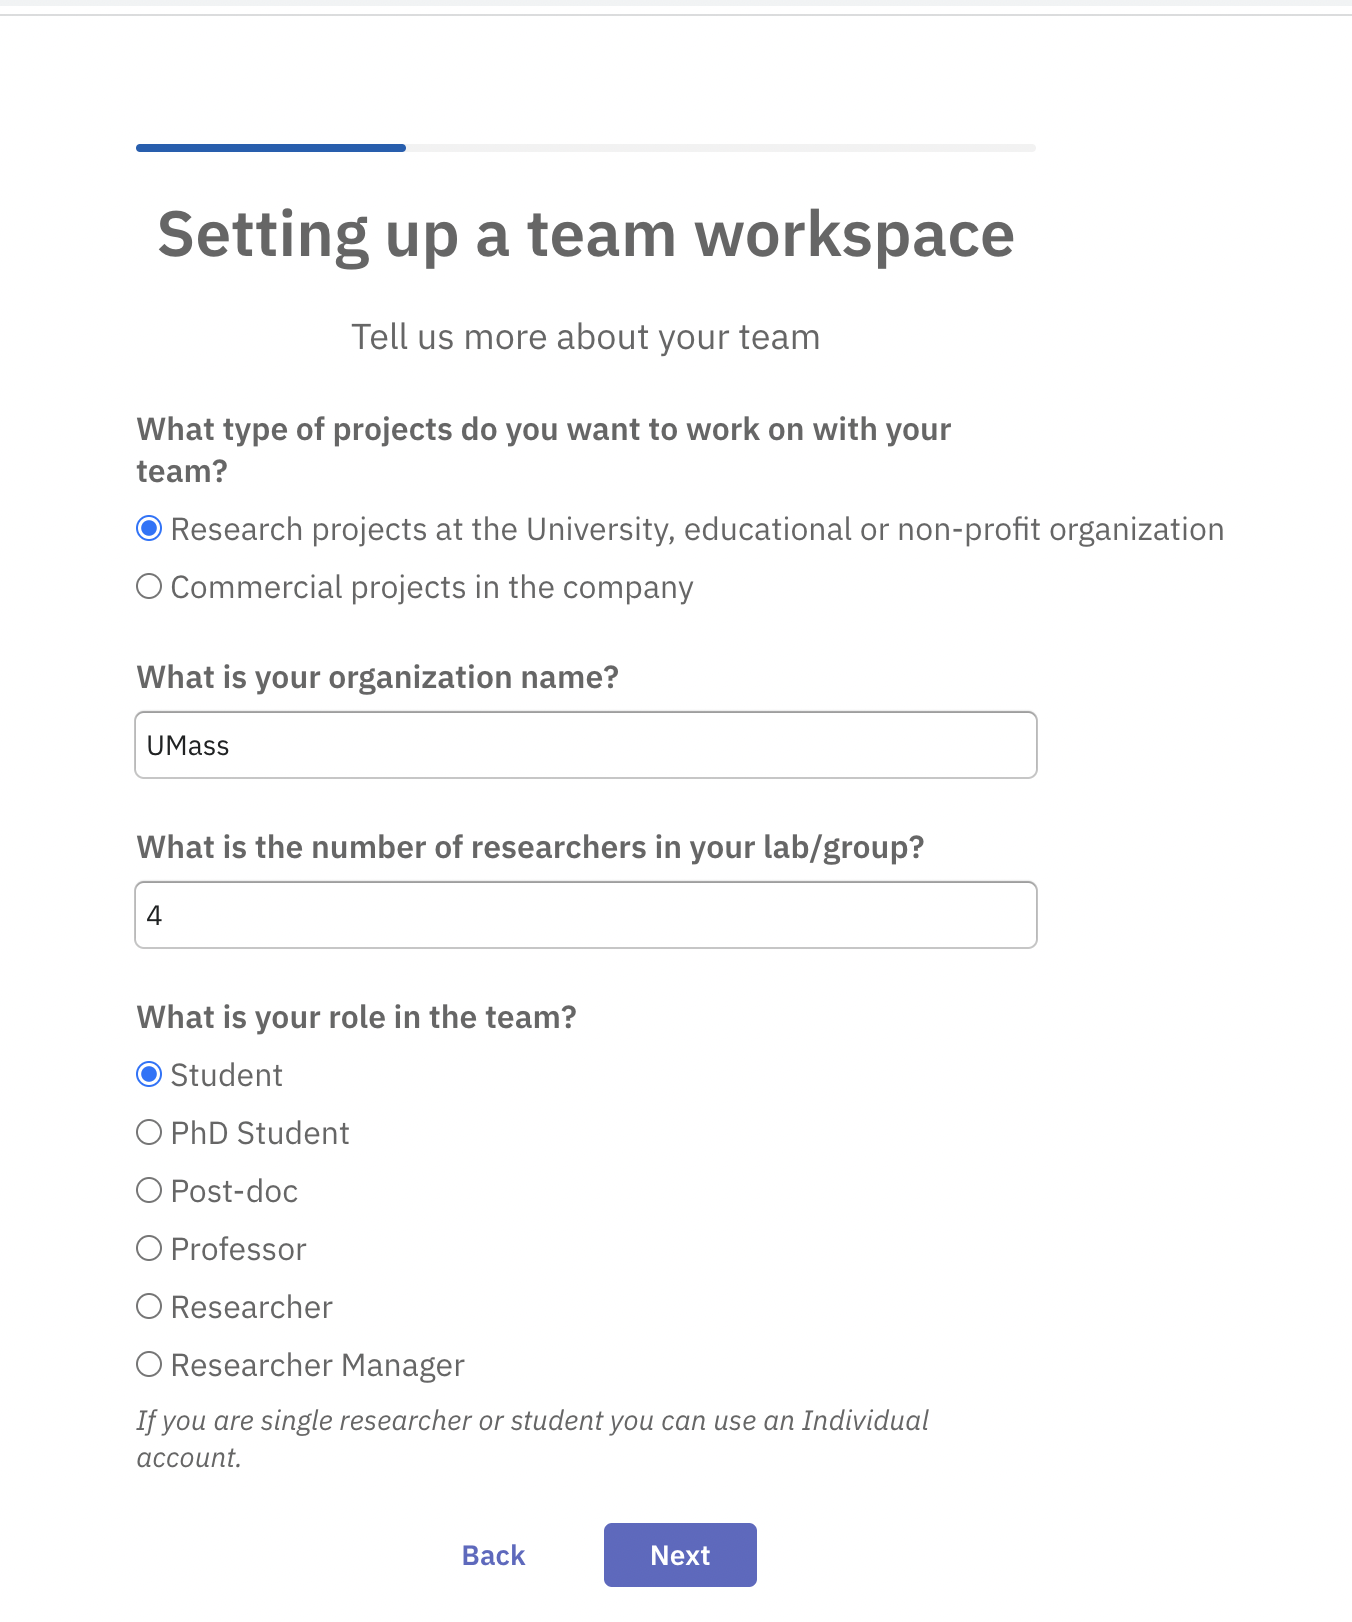 Setting up a team workspace
Tell us more about your team
What type of projects do you want to work on with your
team?
Research projects at the University, educational or non-profit organization
Commercial projects in the company
What is your organization name?
UMass
What is the number of researchers in your lab/group?
4
What is your role in the team?
Student
PhD Student
Post-doc
Professor
Researcher
Researcher Manager
If you are single researcher or student you can use an Individual
account.
Back
Next